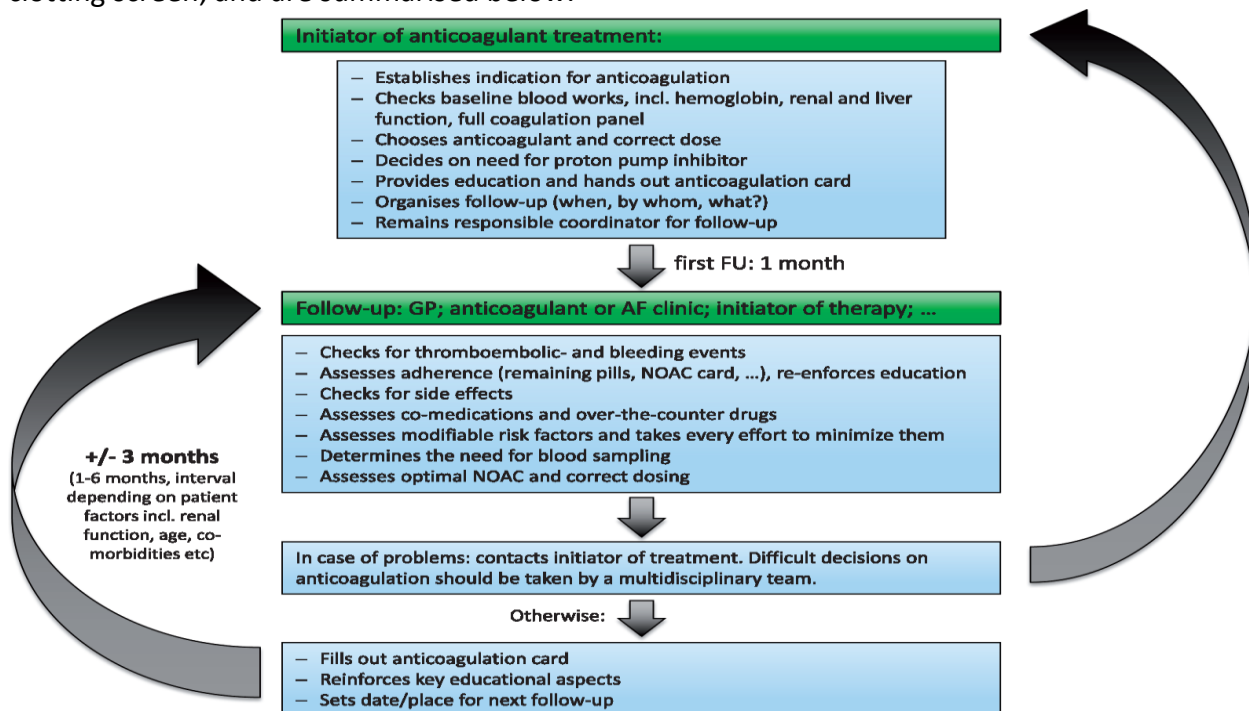 clotting screen, and are summarised below:
Initiator of anticoagulant treatment:
– Establishes indication for anticoagulation
– Checks baseline blood works, incl. hemoglobin, renal and liver
function, full coagulation panel
– Chooses anticoagulant and correct dose
– Decides on need for proton pump inhibitor
– Provides education and hands out anticoagulation card
– Organises follow-up (when, by whom, what?)
– Remains responsible coordinator for follow-up
first FU: 1 month
Follow-up: GP; anticoagulant or AF clinic; initiator of therapy; ...
– Checks for thromboembolic- and bleeding events
– Assesses adherence (remaining pills, NOAC card, ...), re-enforces education
– Checks for side effects
– Assesses co-medications and over-the-counter drugs
– Assesses modifiable risk factors and takes every effort to minimize them
– Determines the need for blood sampling
– Assesses optimal NOAC and correct dosing
+/- 3 months
(1-6 months, interval
depending on patient
factors incl. renal
function, age, co-
morbidities etc)
In case of problems: contacts initiator of treatment. Difficult decisions on
anticoagulation should be taken by a multidisciplinary team.
Otherwise:
– Fills out anticoagulation card
– Reinforces key educational aspects
– Sets date/place for next follow-up